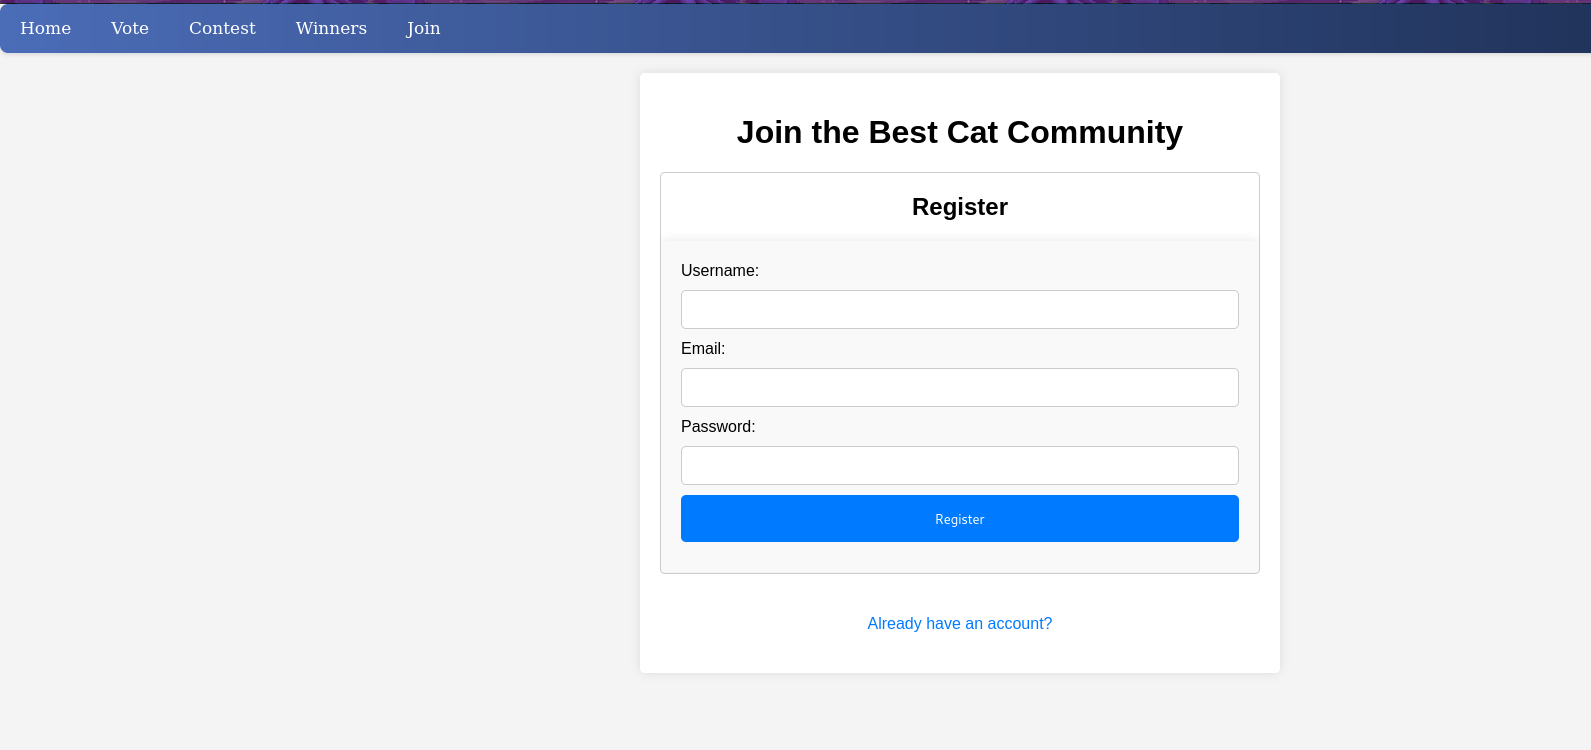 Home Vote Contest Winners Join
Join the Best Cat Community
Register
Username:
Email:
Password:
Register
Already have an account?